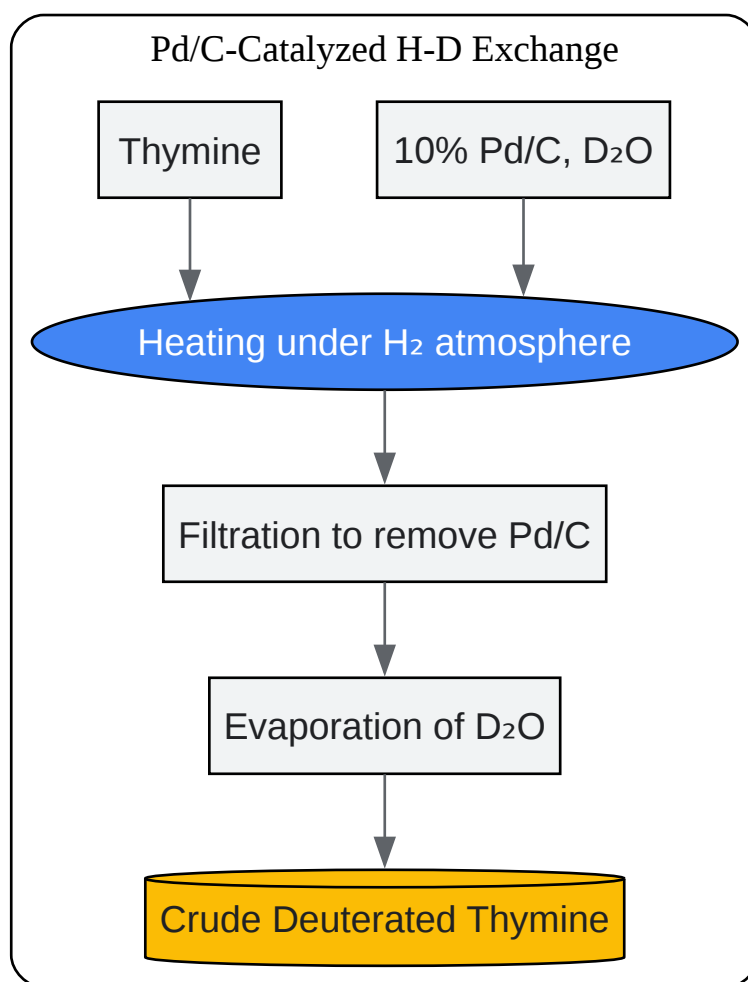 Pd/C-Catalyzed H-D Exchange
Thymine
10% Pd/C, D₂O
Heating under H₂ atmosphere
Filtration to remove Pd/C
Evaporation of D₂O
Crude Deuterated Thymine